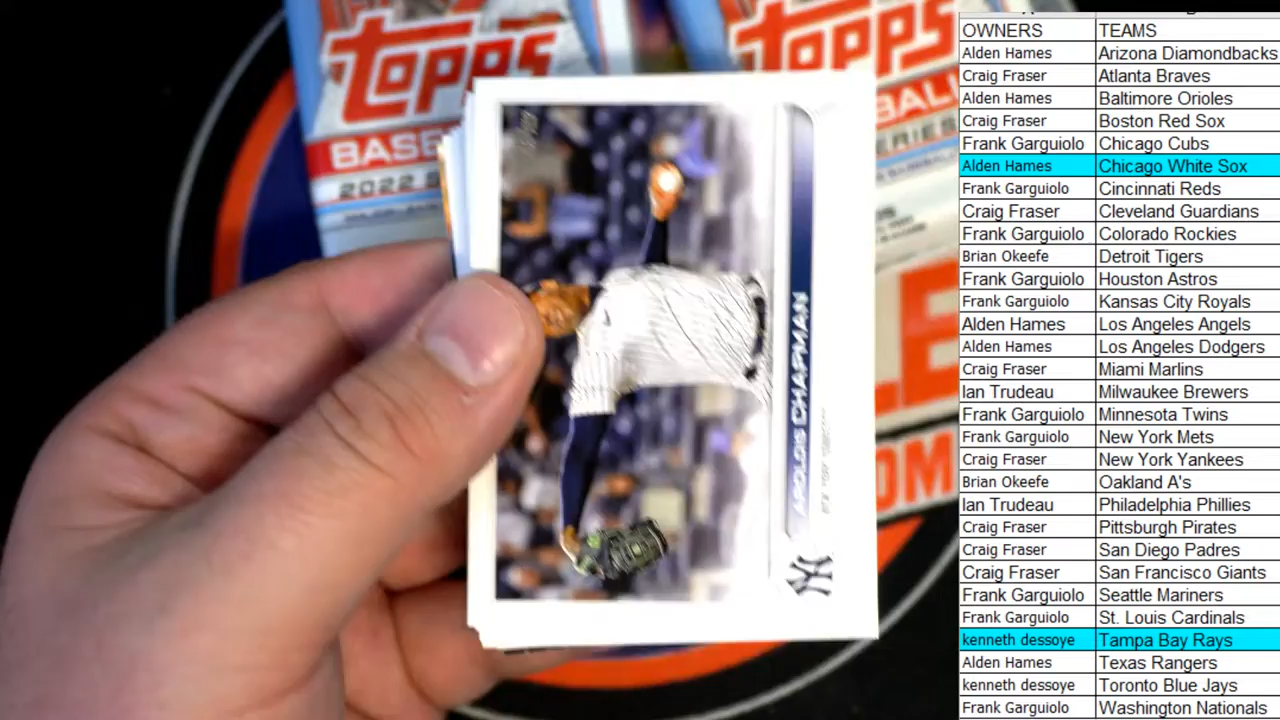 Topps
BASE
2022
Topps
BALL
SERIES
AROLDIS CHAPMAN
NY
LE
OM
OWNERS TEAMS
Alden Hames Arizona Diamondbacks
Craig Fraser Atlanta Braves
Alden Hames Baltimore Orioles
Craig Fraser Boston Red Sox
Frank Garguiolo Chicago Cubs
Alden Hames Chicago White Sox
Frank Garguiolo Cincinnati Reds
Craig Fraser Cleveland Guardians
Frank Garguiolo Colorado Rockies
Brian Okeefe Detroit Tigers
Frank Garguiolo Houston Astros
Frank Garguiolo Kansas City Royals
Alden Hames Los Angeles Angels
Alden Hames Los Angeles Dodgers
Craig Fraser Miami Marlins
Ian Trudeau Milwaukee Brewers
Frank Garguiolo Minnesota Twins
Frank Garguiolo New York Mets
Craig Fraser New York Yankees
Brian Okeefe Oakland A's
Ian Trudeau Philadelphia Phillies
Craig Fraser Pittsburgh Pirates
Craig Fraser San Diego Padres
Craig Fraser San Francisco Giants
Frank Garguiolo Seattle Mariners
Frank Garguiolo St. Louis Cardinals
kenneth dessoye Tampa Bay Rays
Alden Hames Texas Rangers
kenneth dessoye Toronto Blue Jays
Frank Garguiolo Washington Nationals